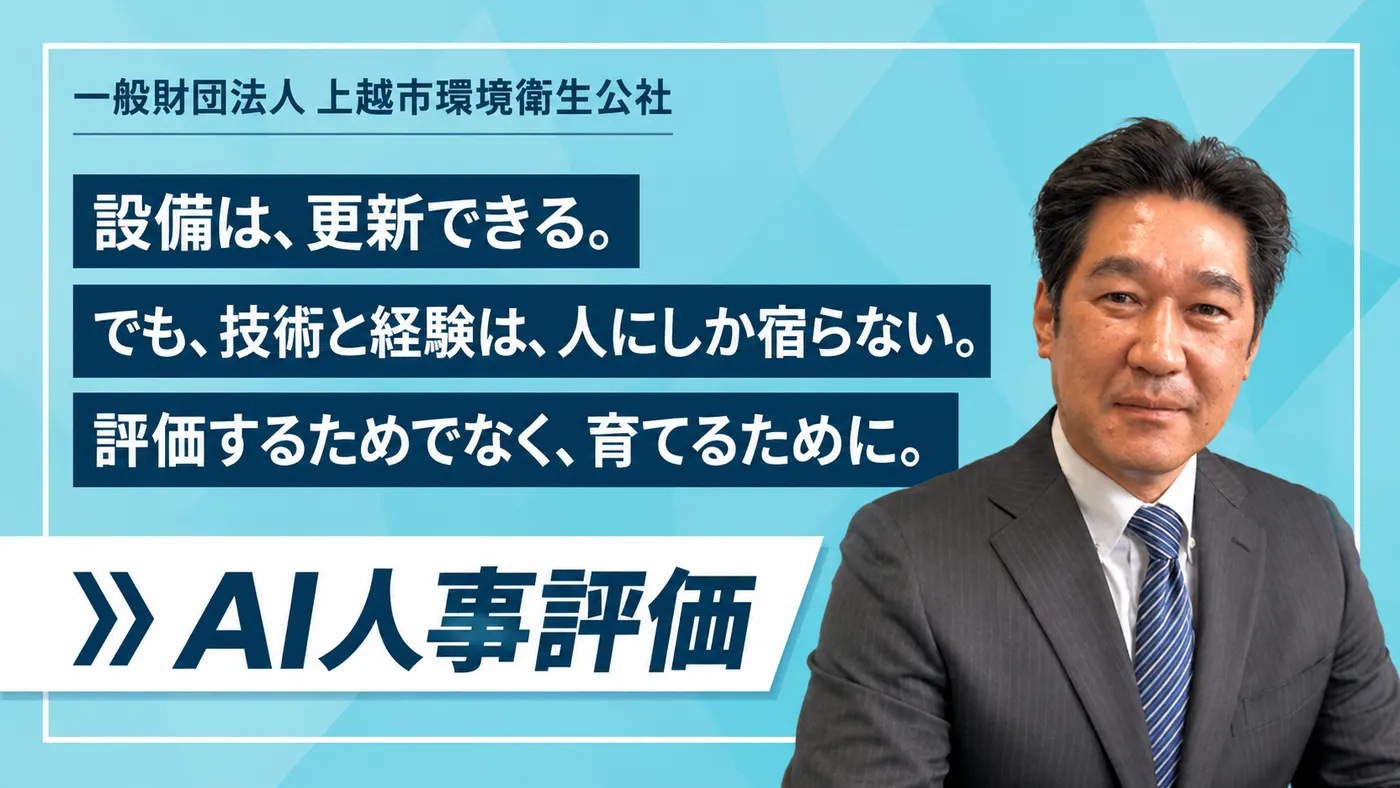 一般財団法人 上越市環境衛生公社
設備は、更新できる。
でも、技術と経験は、人にしか宿らない。
評価するためでなく、育てるために。
AI人事評価